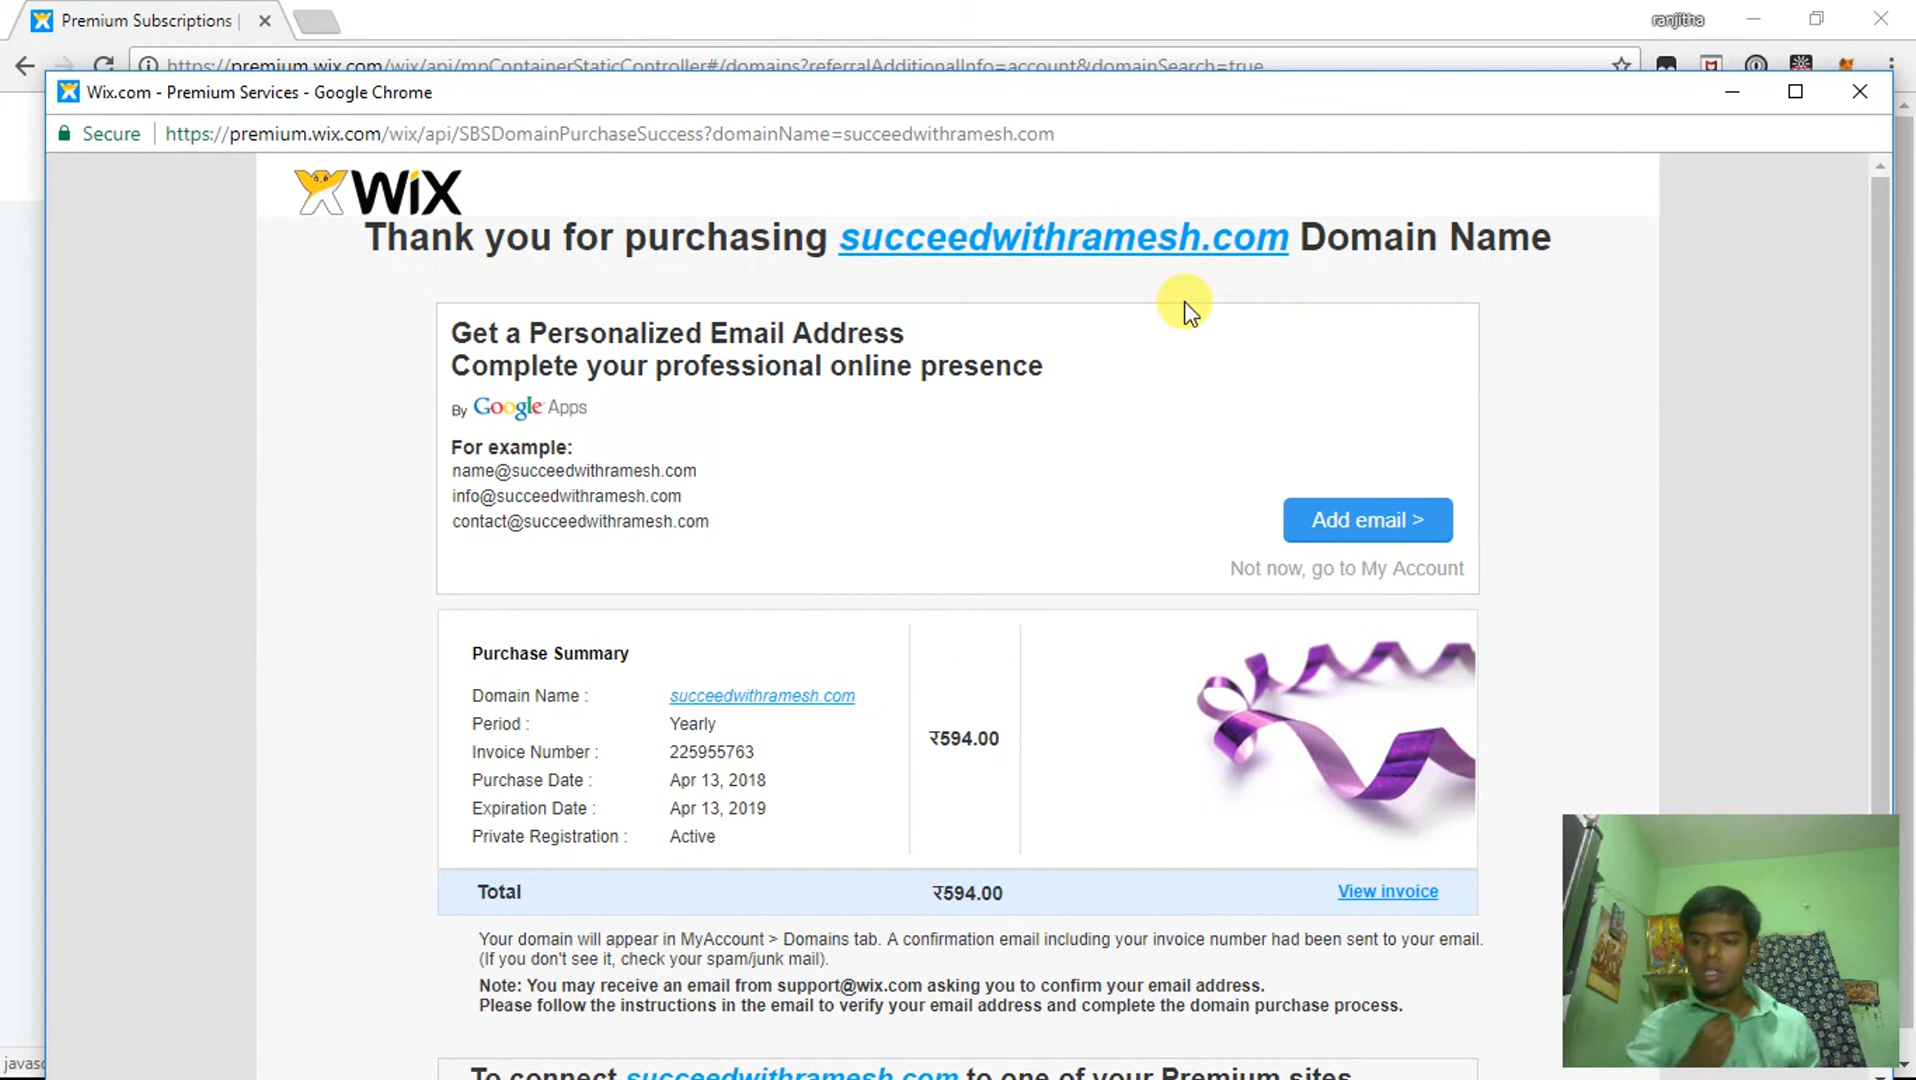 Premium Subscriptions |
ranjitha
https://premium.wix.com/wix/api/mpContainerStaticController#/domains?referralAdditionalInfo=account&domainSearch=true
Wix.com - Premium Services - Google Chrome
Secure
https://premium.wix.com/wix/api/SBSDomainPurchaseSuccess?domainName=succeedwithramesh.com
WiX
Thank you for purchasing succeedwithramesh.com Domain Name
Get a Personalized Email Address
Complete your professional online presence
By Google Apps
For example:
name@succeedwithramesh.com
info@succeedwithramesh.com
contact@succeedwithramesh.com
Add email >
Not now, go to My Account
Purchase Summary
Domain Name : succeedwithramesh.com
Period : Yearly
₹594.00
Invoice Number : 225955763
Purchase Date : Apr 13, 2018
Expiration Date : Apr 13, 2019
Private Registration : Active
Total ₹594.00 View invoice
Your domain will appear in MyAccount > Domains tab. A confirmation email including your invoice number had been sent to your email.
(If you don't see it, check your spam/junk mail).
Note: You may receive an email from support@wix.com asking you to confirm your email address.
Please follow the instructions in the email to verify your email address and complete the domain purchase process.
javasc
To connect succeedwithramesh.com to one of your Premium sites